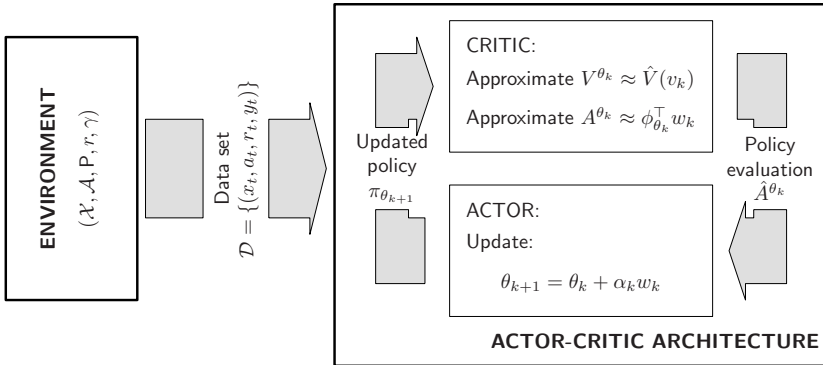 ENVIRONMENT
(𝒳, 𝒜, P, r, γ)
Data set
𝒟 = {(x_t, a_t, r_t, y_t)}
Updated
policy
π_{θ_{k+1}}
CRITIC:
Approximate V^{θ_k} ≈ V̂(v_k)
Approximate A^{θ_k} ≈ ϕ_{θ_k}^⊤ w_k
Policy
evaluation
Â^{θ_k}
ACTOR:
Update:
θ_{k+1} = θ_k + α_k w_k
ACTOR-CRITIC ARCHITECTURE